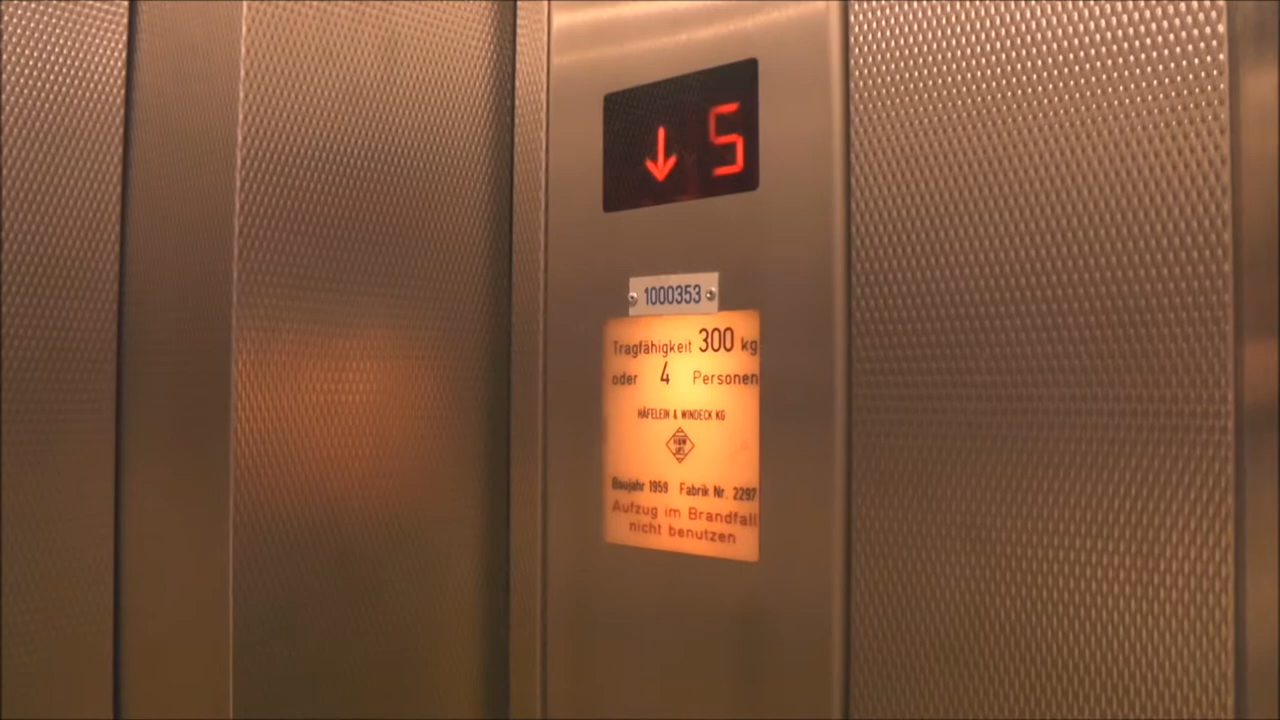 ↓ 5
1000353
Tragfähigkeit 300 kg
oder 4 Personen
HÄFELEIN & WINDECK KG
Baujahr 1959 Fabrik Nr. 2297
Aufzug im Brandfall
nicht benutzen